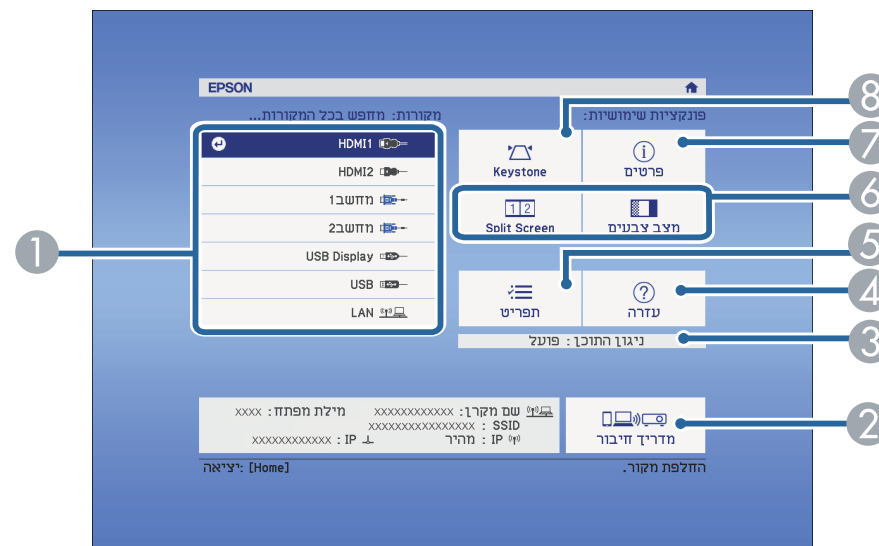 EPSON
פונקציות שימושיות:
מקורות: מחפש בכל המקורות...
HDMI1
HDMI2
מחשב1
מחשב2
USB Display
USB
LAN
פרטים
Keystone
1 2
מצב צבעים
Split Screen
עזרה
תפריט
ניגון התוכן : פועל
מדריך חיבור
שם מקרן: xxxxxxxxxxxx מילת מפתח: xxxx
SSID : xxxxxxxxxxxxxxxx
IP : מהיר IP : xxxxxxxxxxxx
החלפת מקור.
[Home] :יציאה
1
2
3
4
5
6
7
8